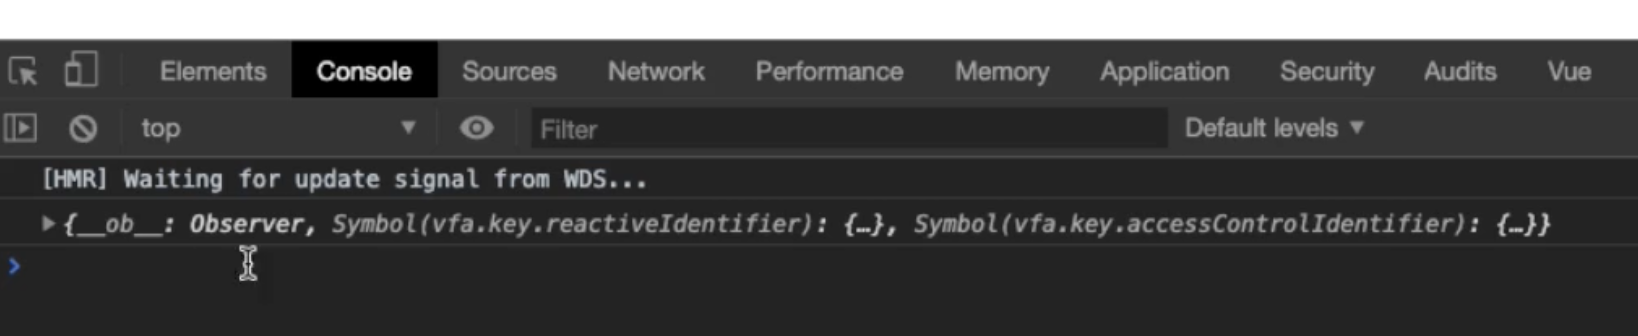 Elements Console Sources Network Performance Memory Application Security Audits Vue
top Filter Default levels
[HMR] Waiting for update signal from WDS...
{__ob__: Observer, Symbol(vfa.key.reactiveIdentifier): {…}, Symbol(vfa.key.accessControlIdentifier): {…}}